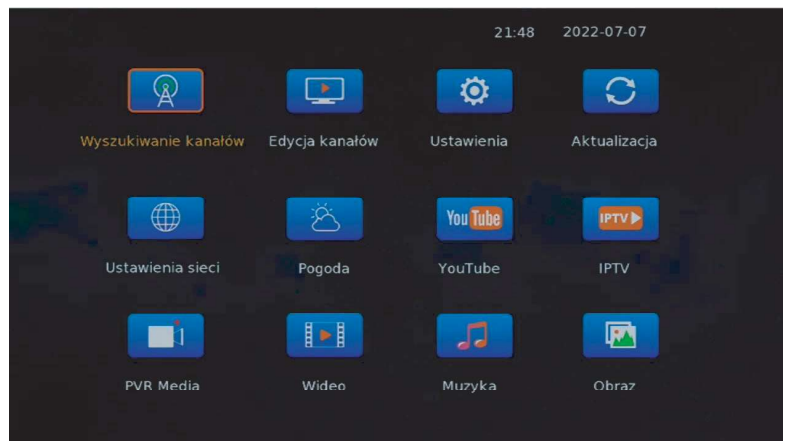 21:48 2022-07-07
Wyszukiwanie kanałów Edycja kanałów Ustawienia Aktualizacja
You Tube IPTV
Ustawienia sieci Pogoda YouTube IPTV
PVR Media Wideo Muzyka Obraz